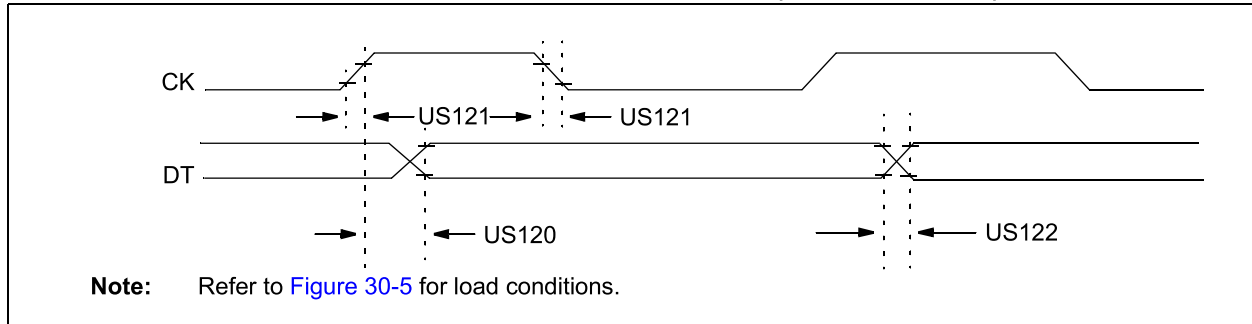 CK
US121 US121
DT
US120
US122
Note: Refer to Figure 30-5 for load conditions.